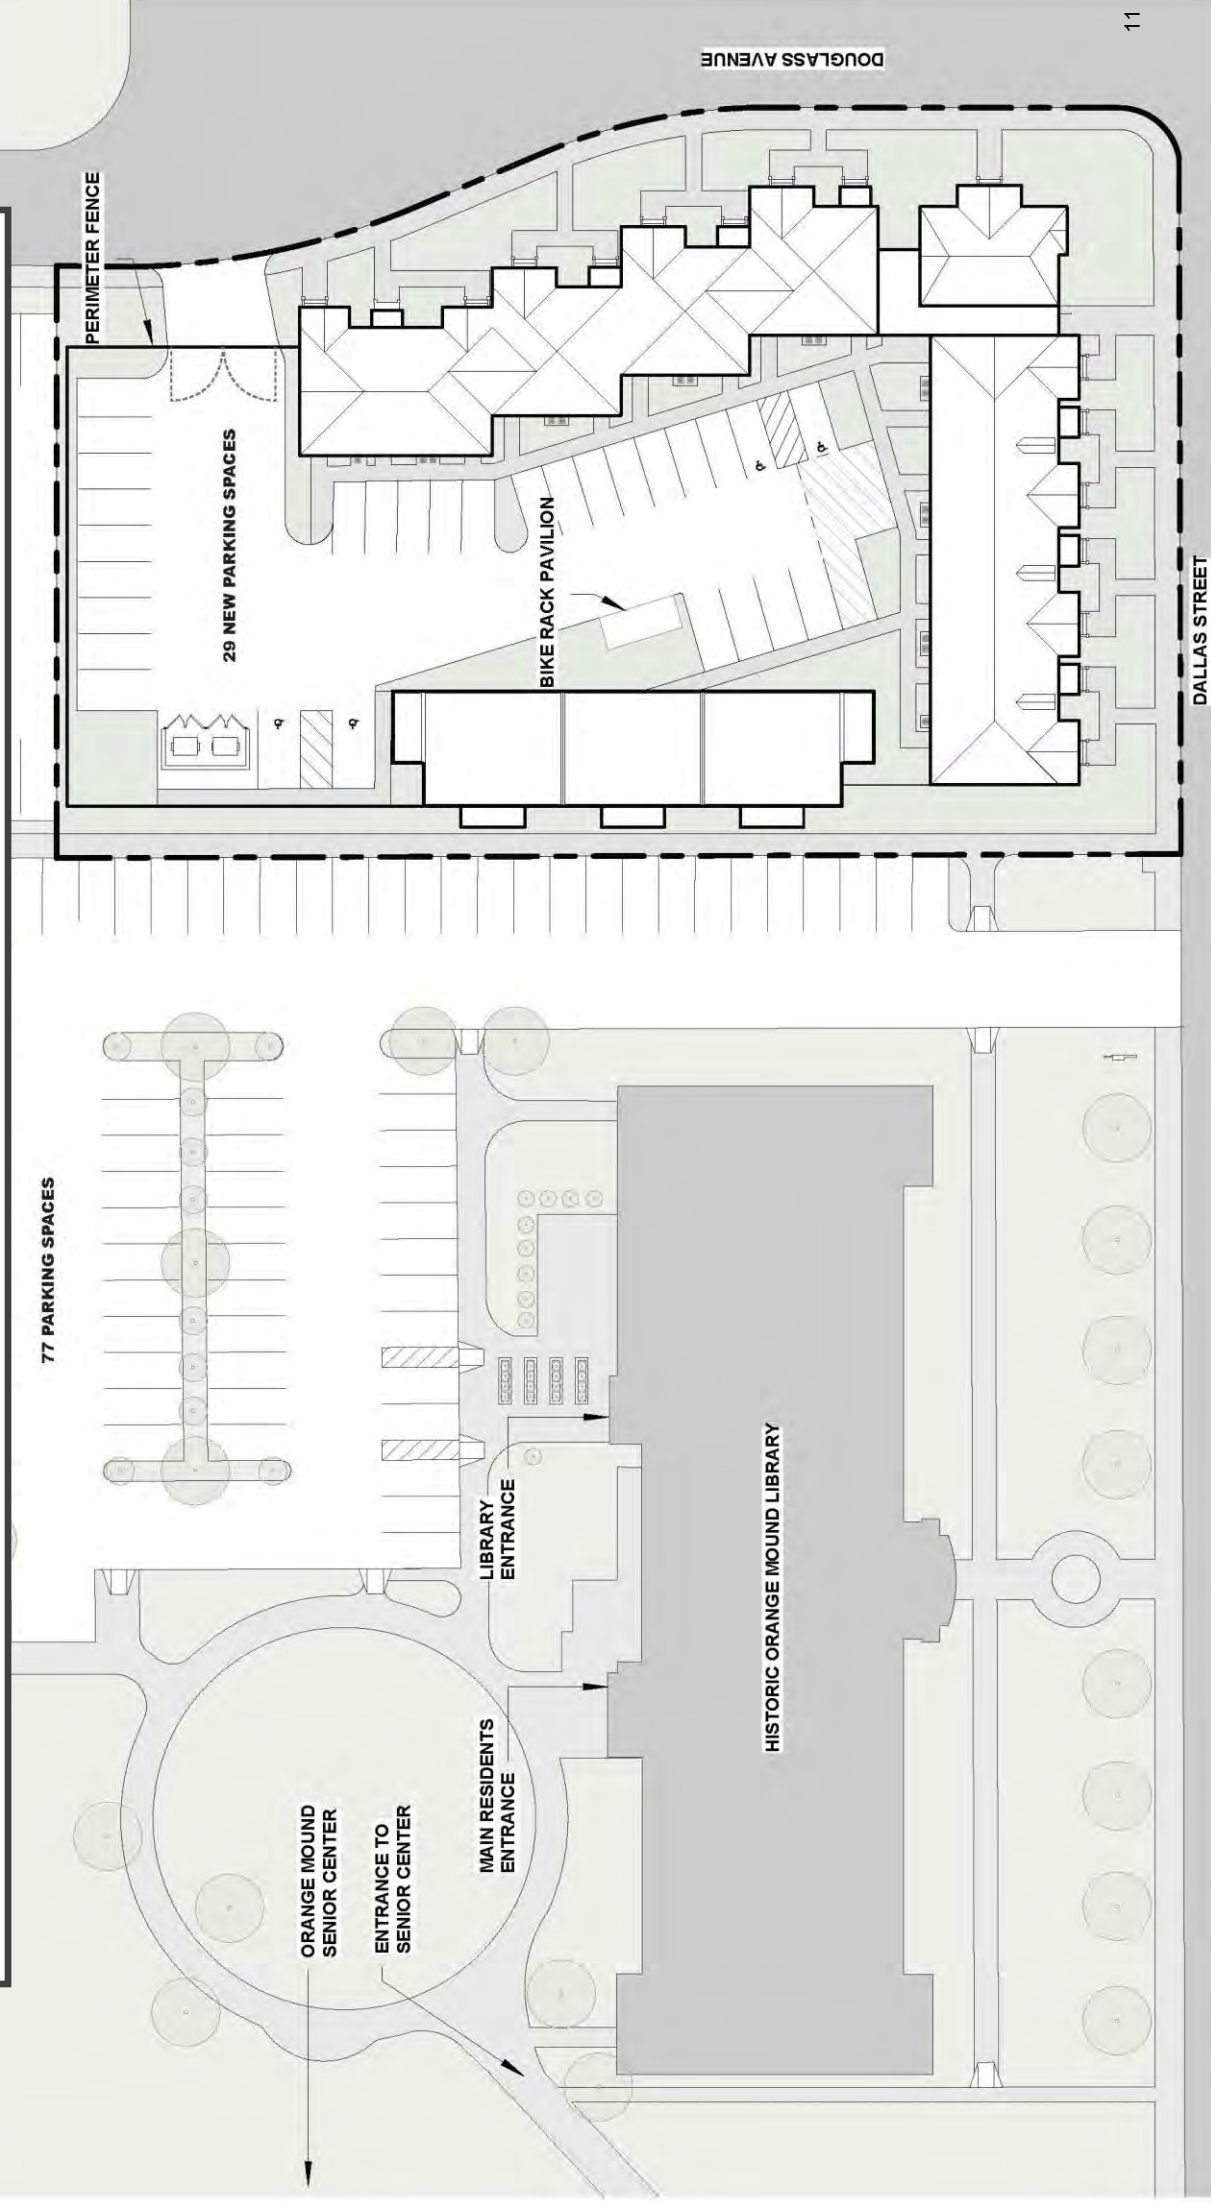 77 PARKING SPACES
PERIMETER FENCE
29 NEW PARKING SPACES
DOUGLASS AVENUE
BIKE RACK PAVILION
ORANGE MOUND
SENIOR CENTER
ENTRANCE TO
SENIOR CENTER
MAIN RESIDENTS
ENTRANCE
LIBRARY
ENTRANCE
HISTORIC ORANGE MOUND LIBRARY
DALLAS STREET
11